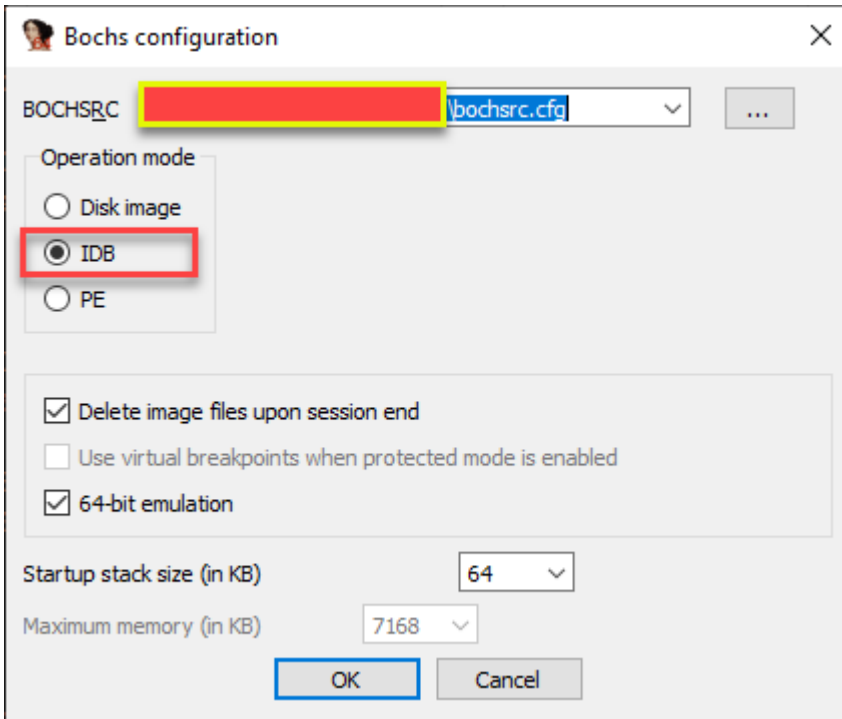 Bochs configuration
BOCHSRC \bochsrc.cfg ...
Operation mode
Disk image
IDB
PE
Delete image files upon session end
Use virtual breakpoints when protected mode is enabled
64-bit emulation
Startup stack size (in KB) 64
Maximum memory (in KB) 7168
OK Cancel